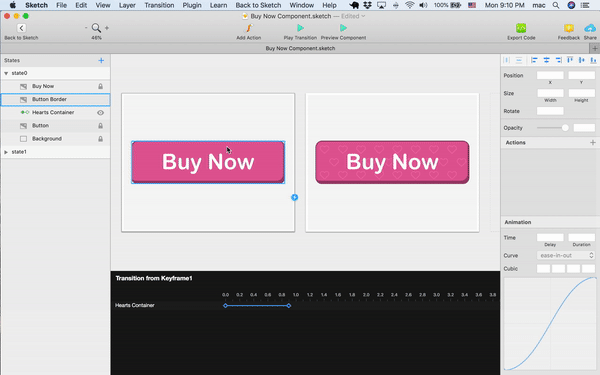 Sketch File Edit View Layer Transition Plugin Learn Back to Sketch Window Help 100% Mon 9:10 PM mac
Buy Now Component.sketch — Edited
Back to Sketch 46% Add Action Play Transition Preview Component Export Code Feedback Share
Buy Now Component.sketch
States
state0
Buy Now
Button Border
Hearts Container
Button
Background
state1
Buy Now
Buy Now
Transition from Keyframe1
0.0 0.2 0.4 0.6 0.8 1.0 1.2 1.4 1.6 1.8 2.0 2.2 2.4 2.6 2.8 3.0 3.2 3.4 3.6 3.8
Hearts Container
Position
X Y
Size
Width Height
Rotate
Opacity
Actions
Animation
Time
Delay Duration
Curve ease-in-out
Cubic